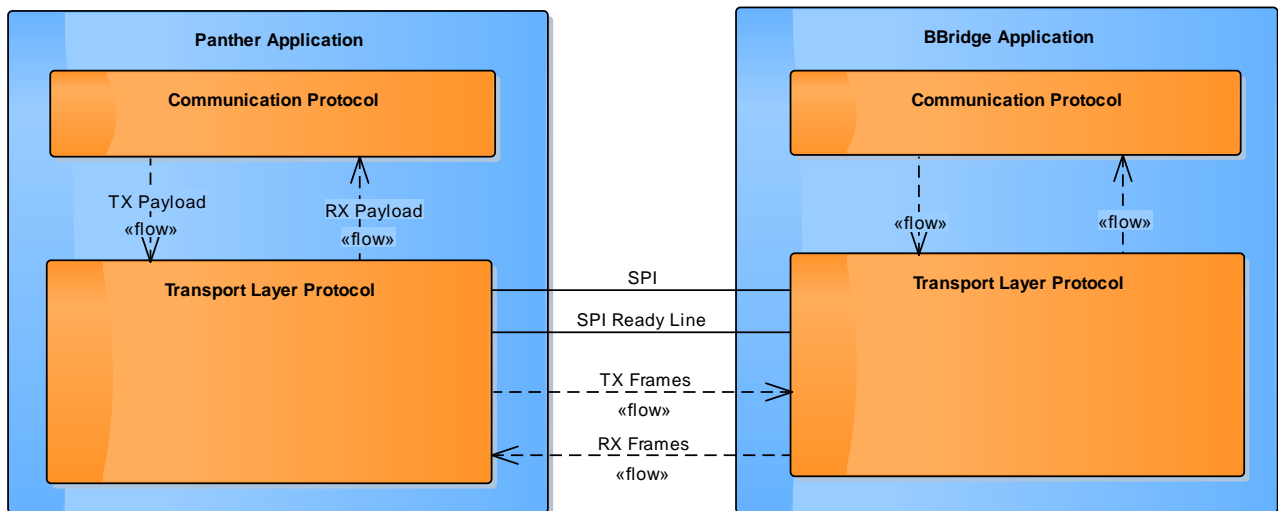 Panther Application
BBridge Application
Communication Protocol
Communication Protocol
TX Payload
«flow»
RX Payload
«flow»
«flow»
«flow»
Transport Layer Protocol
Transport Layer Protocol
SPI
SPI Ready Line
TX Frames
«flow»
RX Frames
«flow»